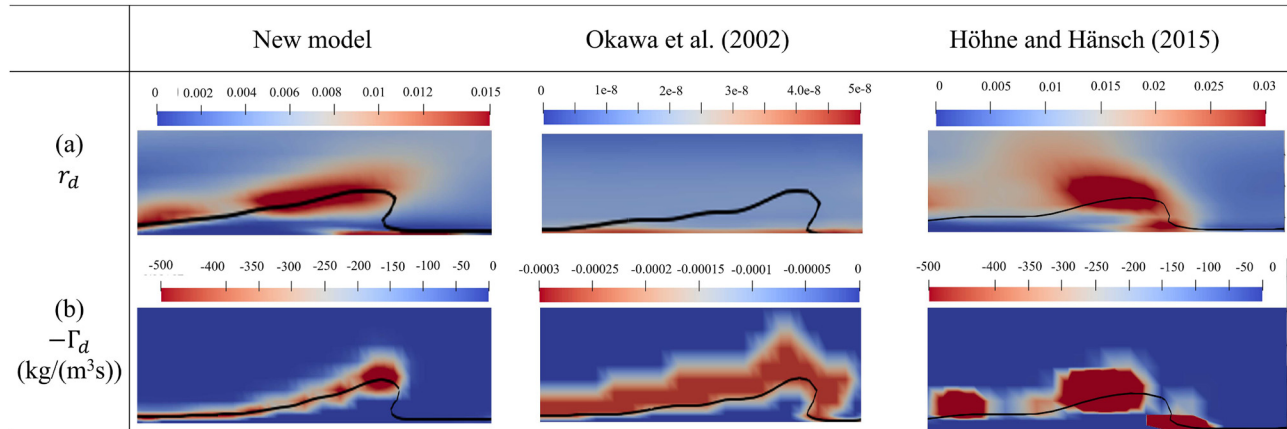 New model Okawa et al. (2002) Höhne and Hänsch (2015)
(a)
r_d
0 0.002 0.004 0.006 0.008 0.01 0.012 0.015
0 1e-8 2e-8 3e-8 4.0e-8 5e-8
0 0.005 0.01 0.015 0.02 0.025 0.03
(b)
−Γ_d
(kg/(m³s))
-500 -400 -350 -300 -250 -200 -150 -100 -50 0
-0.0003 -0.00025 -0.0002 -0.00015 -0.0001 -0.00005 0
-500 -400 -350 -300 -250 -200 -150 -100 -50 0